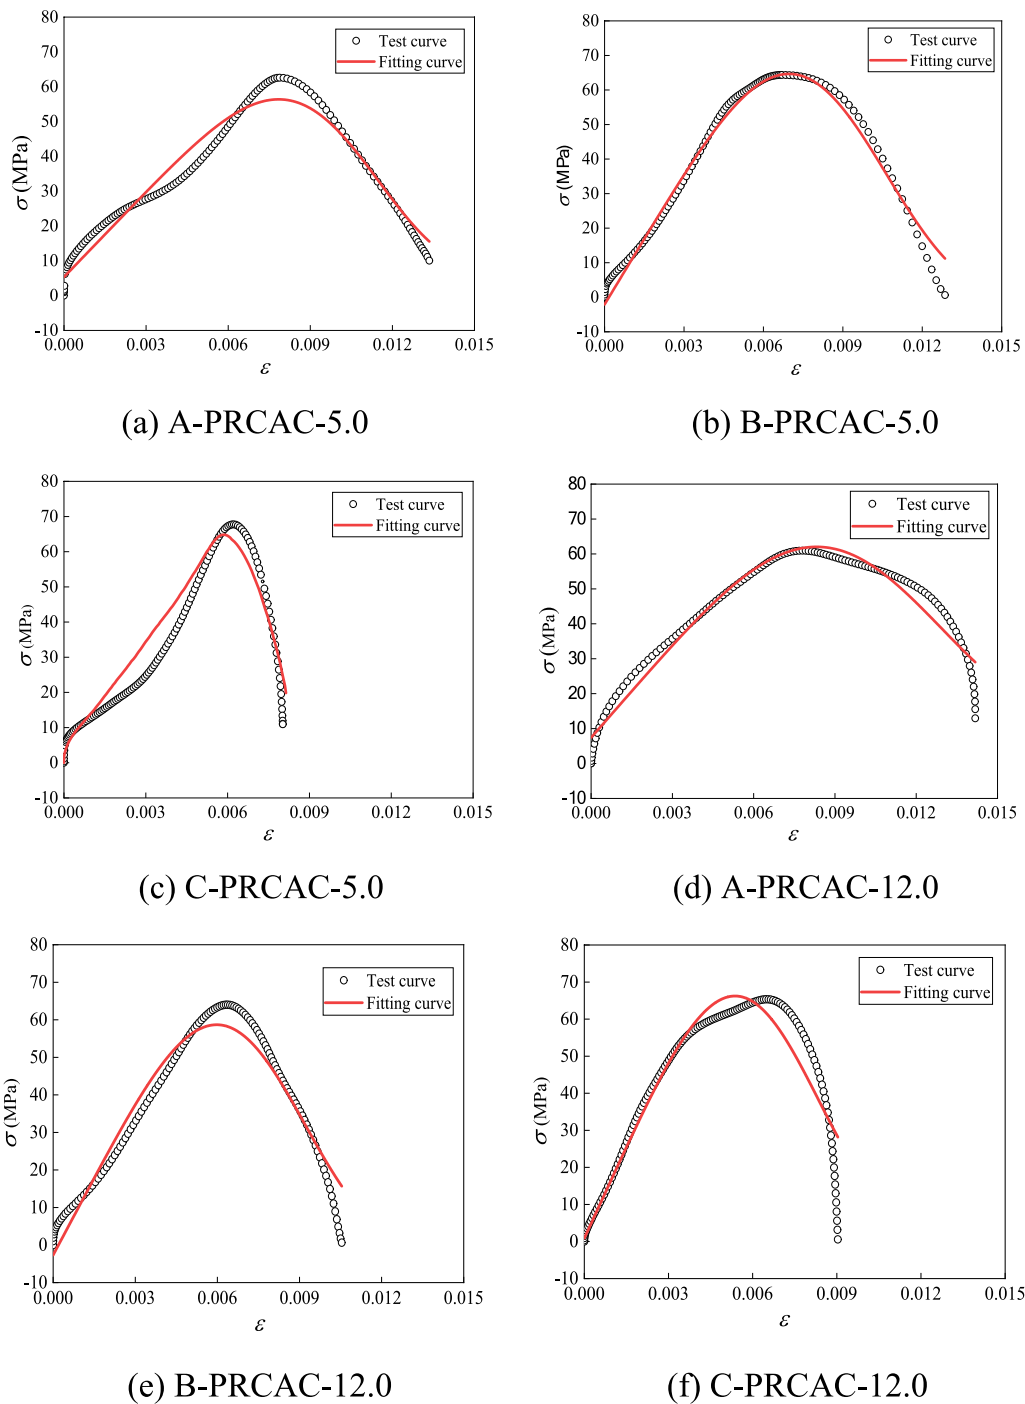 80
70
60
50
40
30
20
10
0
-10
σ (MPa)
Test curve
Fitting curve
0.000 0.003 0.006 0.009 0.012 0.015
ε
(a) A-PRCAC-5.0
80
70
60
50
40
30
20
10
0
-10
σ (MPa)
Test curve
Fitting curve
0.000 0.003 0.006 0.009 0.012 0.015
ε
(b) B-PRCAC-5.0
80
70
60
50
40
30
20
10
0
-10
σ (MPa)
Test curve
Fitting curve
0.000 0.003 0.006 0.009 0.012 0.015
ε
(c) C-PRCAC-5.0
80
70
60
50
40
30
20
10
0
-10
σ (MPa)
Test curve
Fitting curve
0.000 0.003 0.006 0.009 0.012 0.015
ε
(d) A-PRCAC-12.0
80
70
60
50
40
30
20
10
0
-10
σ (MPa)
Test curve
Fitting curve
0.000 0.003 0.006 0.009 0.012 0.015
ε
(e) B-PRCAC-12.0
80
70
60
50
40
30
20
10
0
-10
σ (MPa)
Test curve
Fitting curve
0.000 0.003 0.006 0.009 0.012 0.015
ε
(f) C-PRCAC-12.0